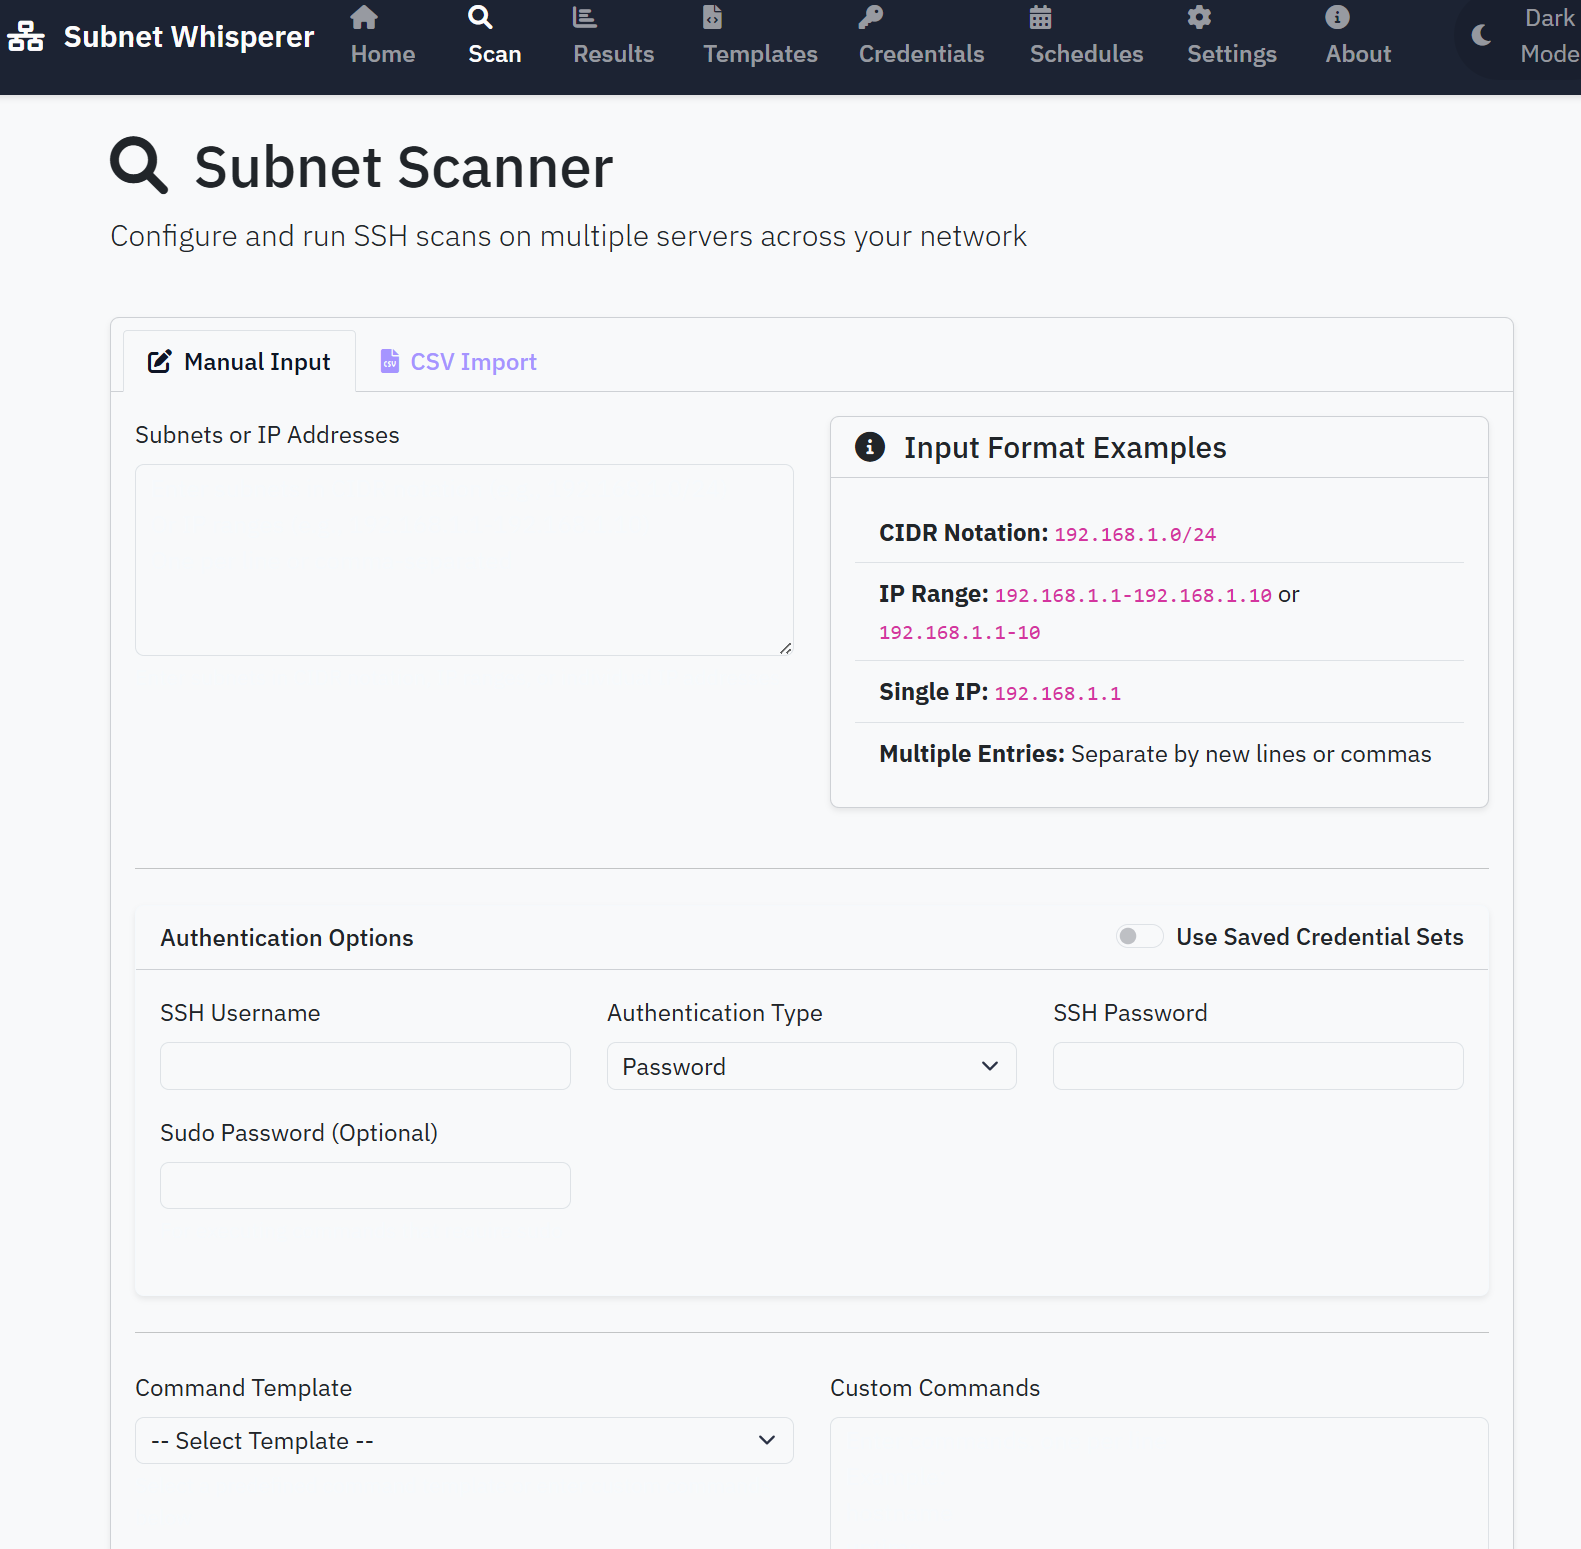 Subnet Whisperer
Home
Scan
Results
Templates
Credentials
Schedules
Settings
About
Dark
Mode
Subnet Scanner
Configure and run SSH scans on multiple servers across your network
Manual Input
CSV Import
Subnets or IP Addresses
Input Format Examples
CIDR Notation: 192.168.1.0/24
IP Range: 192.168.1.1-192.168.1.10 or
192.168.1.1-10
Single IP: 192.168.1.1
Multiple Entries: Separate by new lines or commas
Authentication Options
Use Saved Credential Sets
SSH Username
Authentication Type
SSH Password
Password
Sudo Password (Optional)
Command Template
Custom Commands
-- Select Template --